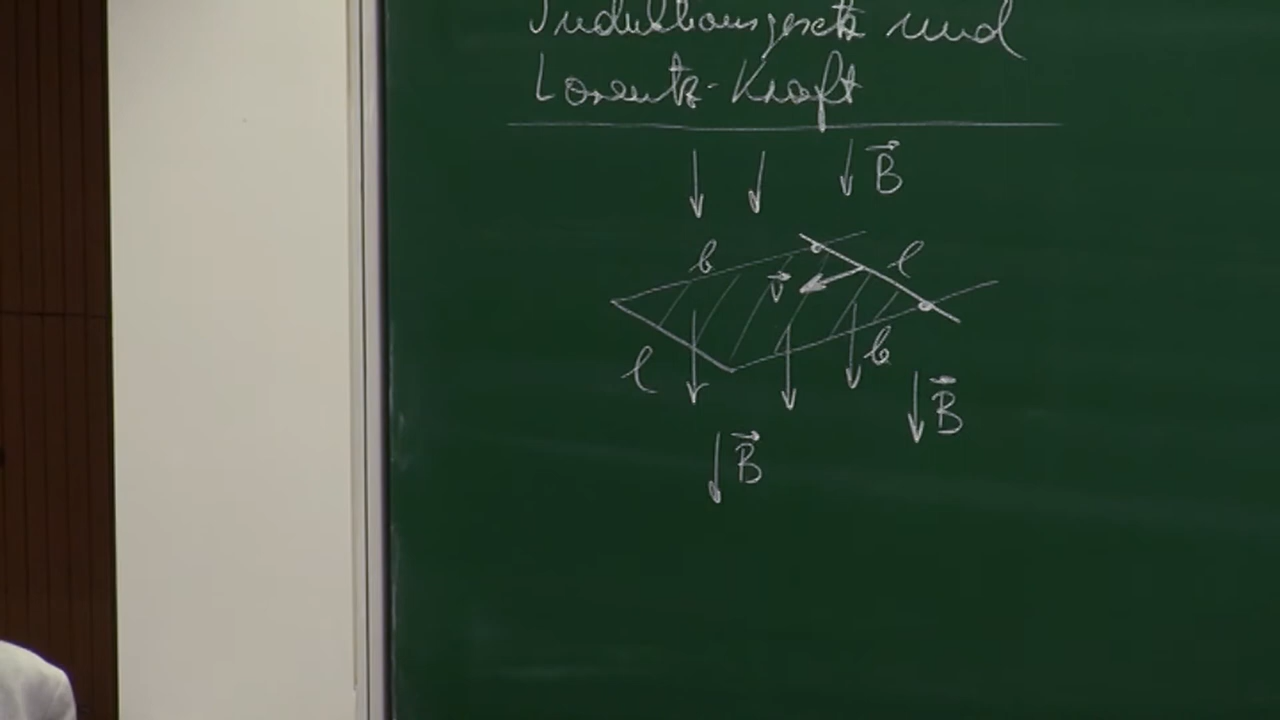 Induktionsgesetz und
Lorentz-Kraft
B⃗
b
l
v⃗
l
b
B⃗
B⃗